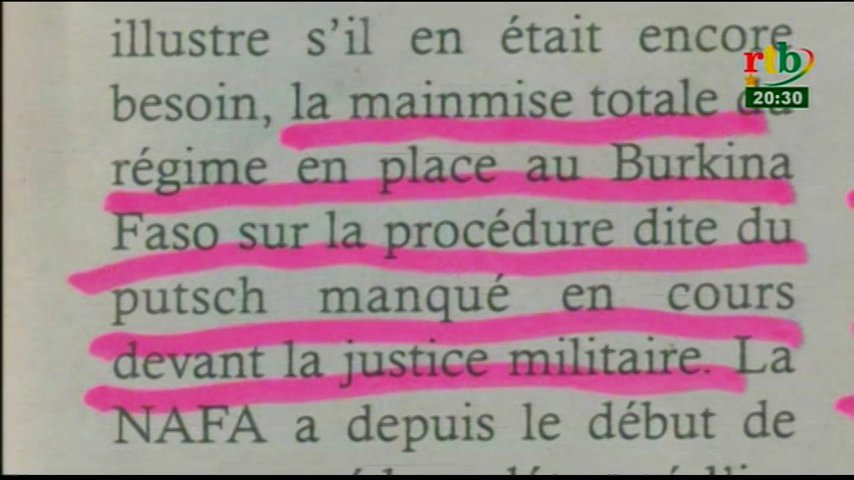 illustre s'il en était encore
rtb
besoin, la mainmise totale du
20:30
régime en place au Burkina
Faso sur la procédure dite du
putsch manqué en cours
devant la justice militaire. La
NAFA a depuis le début de